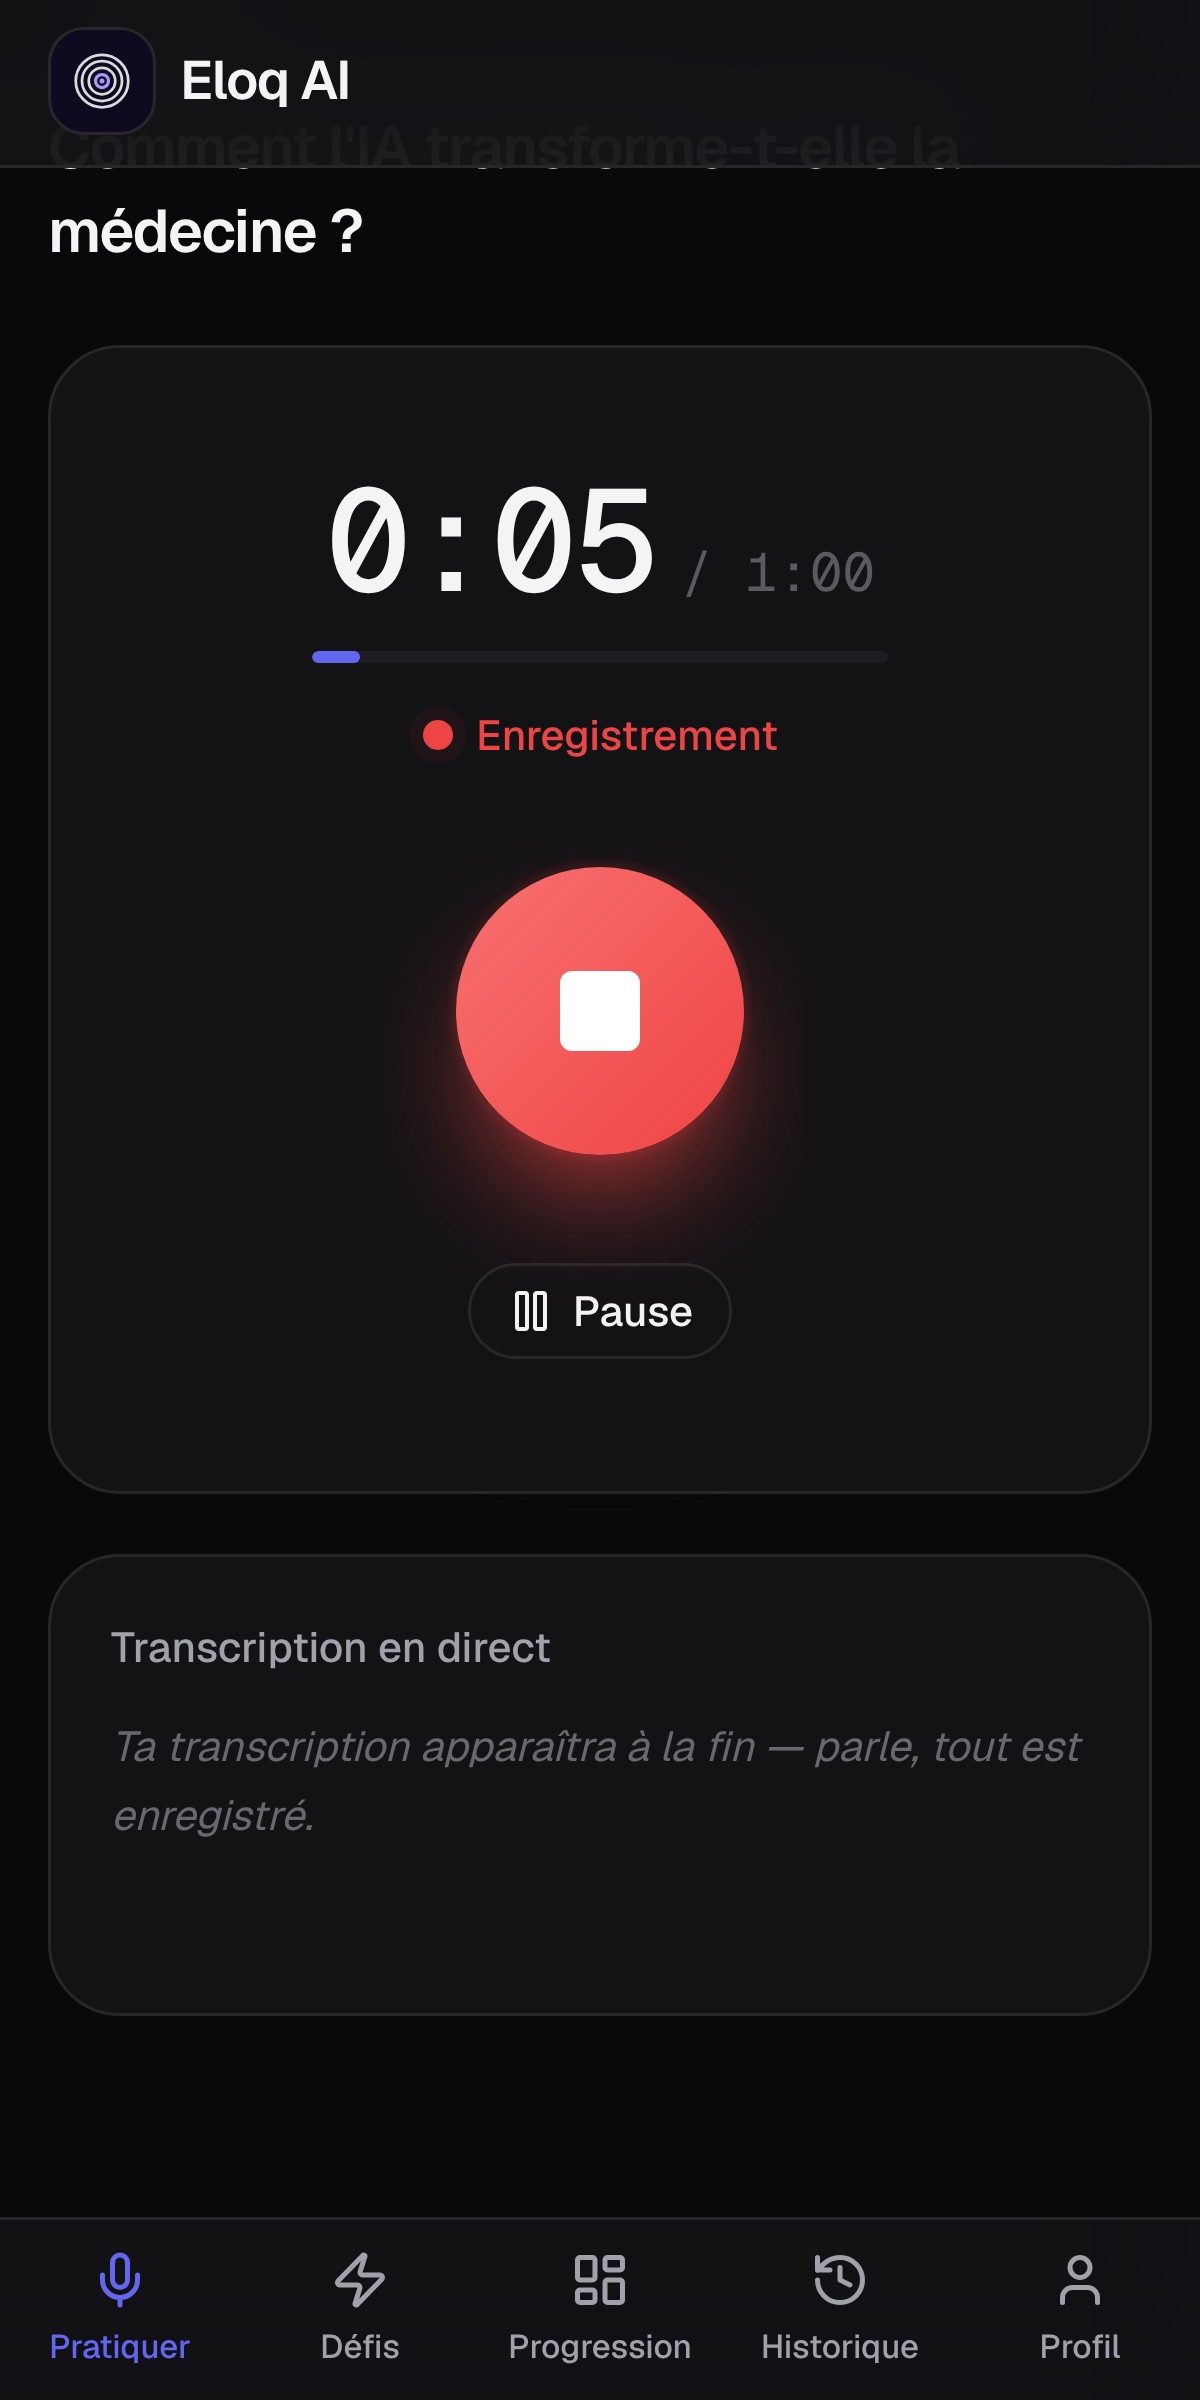 Eloq AI
Comment l'IA transforme-t-elle la
médecine ?
0:05 / 1:00
Enregistrement
Pause
Transcription en direct
Ta transcription apparaîtra à la fin — parle, tout est
enregistré.
Pratiquer
Défis
Progression
Historique
Profil